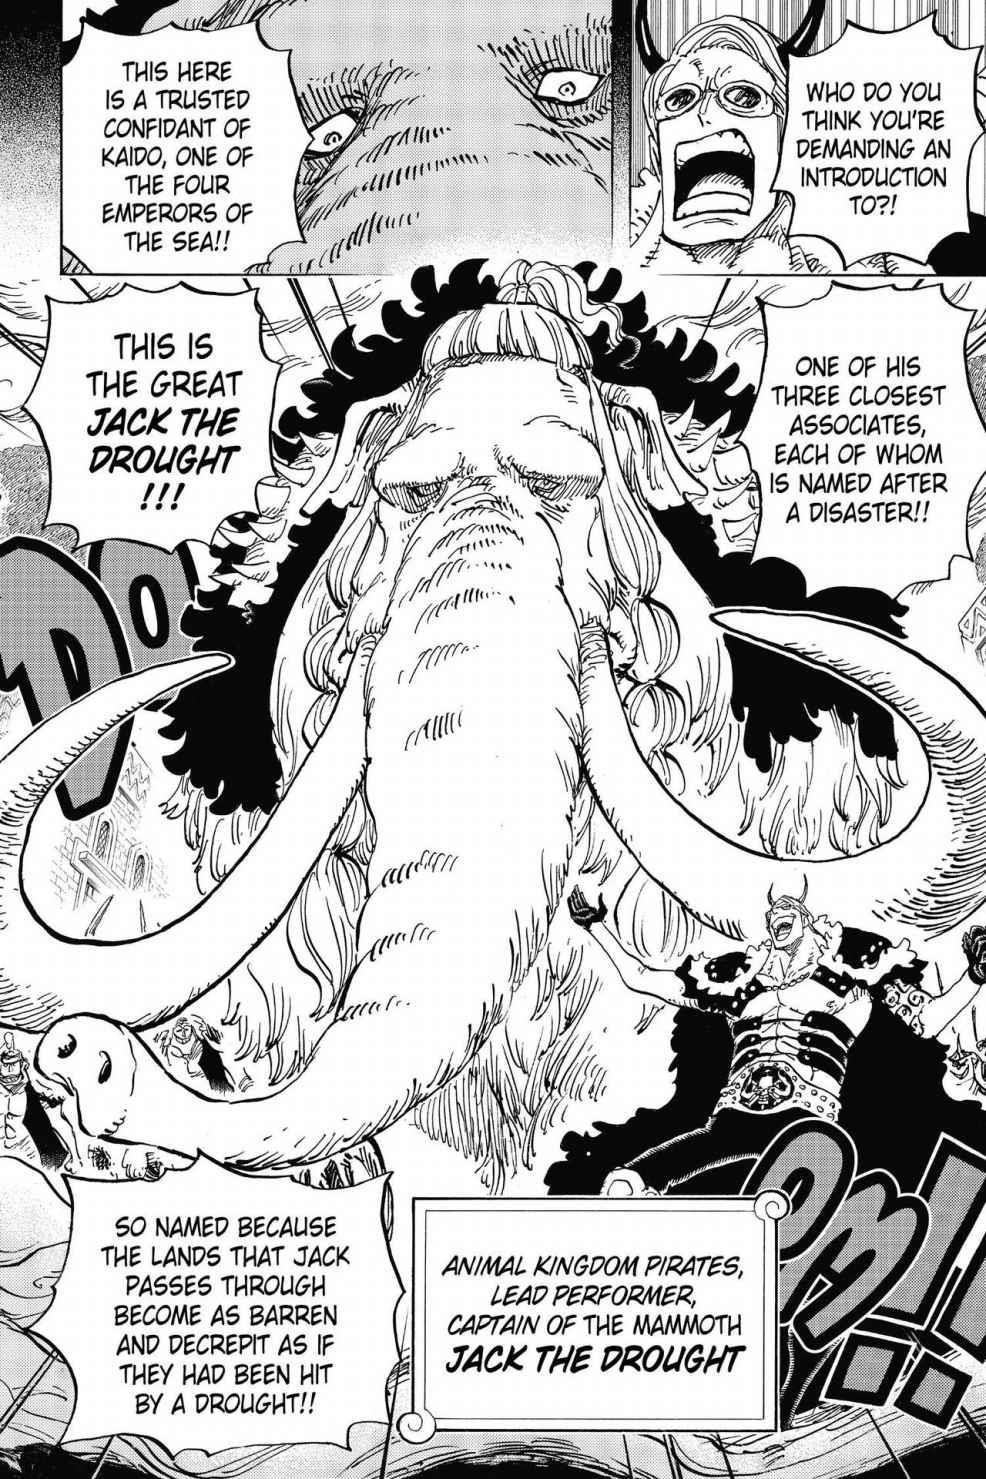 WHO DO YOU
THINK YOU'RE
DEMANDING AN
INTRODUCTION
TO?!
THIS HERE
IS A TRUSTED
CONFIDANT OF
KAIDO, ONE OF
THE FOUR
EMPERORS OF
THE SEA!!
ONE OF HIS
THREE CLOSEST
ASSOCIATES,
EACH OF WHOM
IS NAMED AFTER
A DISASTER!!
THIS IS
THE GREAT
JACK THE
DROUGHT
!!!
DO
OM!!
SO NAMED BECAUSE
THE LANDS THAT JACK
PASSES THROUGH
BECOME AS BARREN
AND DECREPIT AS IF
THEY HAD BEEN HIT
BY A DROUGHT!!
ANIMAL KINGDOM PIRATES,
LEAD PERFORMER,
CAPTAIN OF THE MAMMOTH
JACK THE DROUGHT